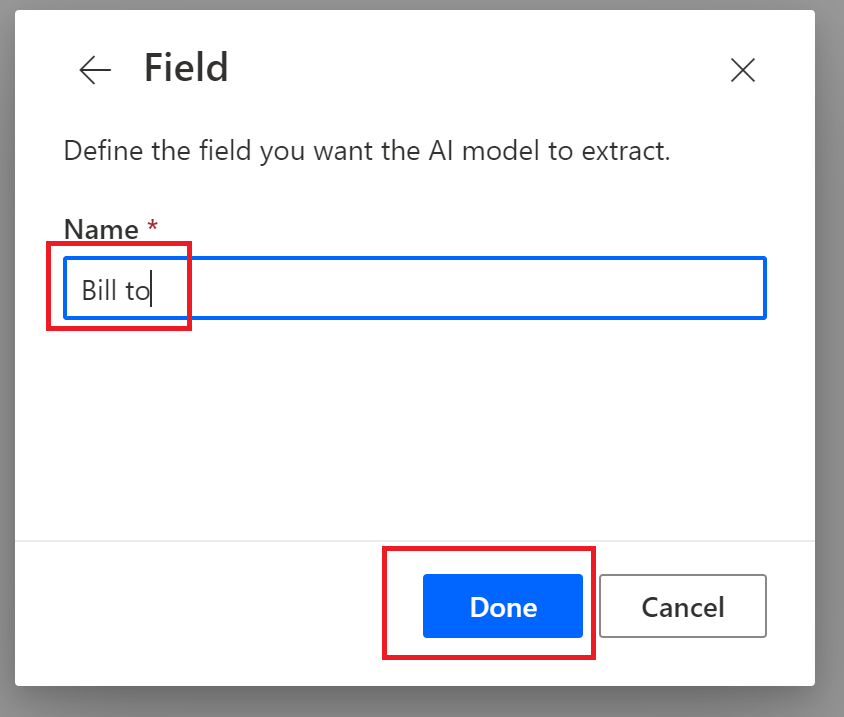 Field
Define the field you want the AI model to extract.
Name *
Bill to
Done
Cancel